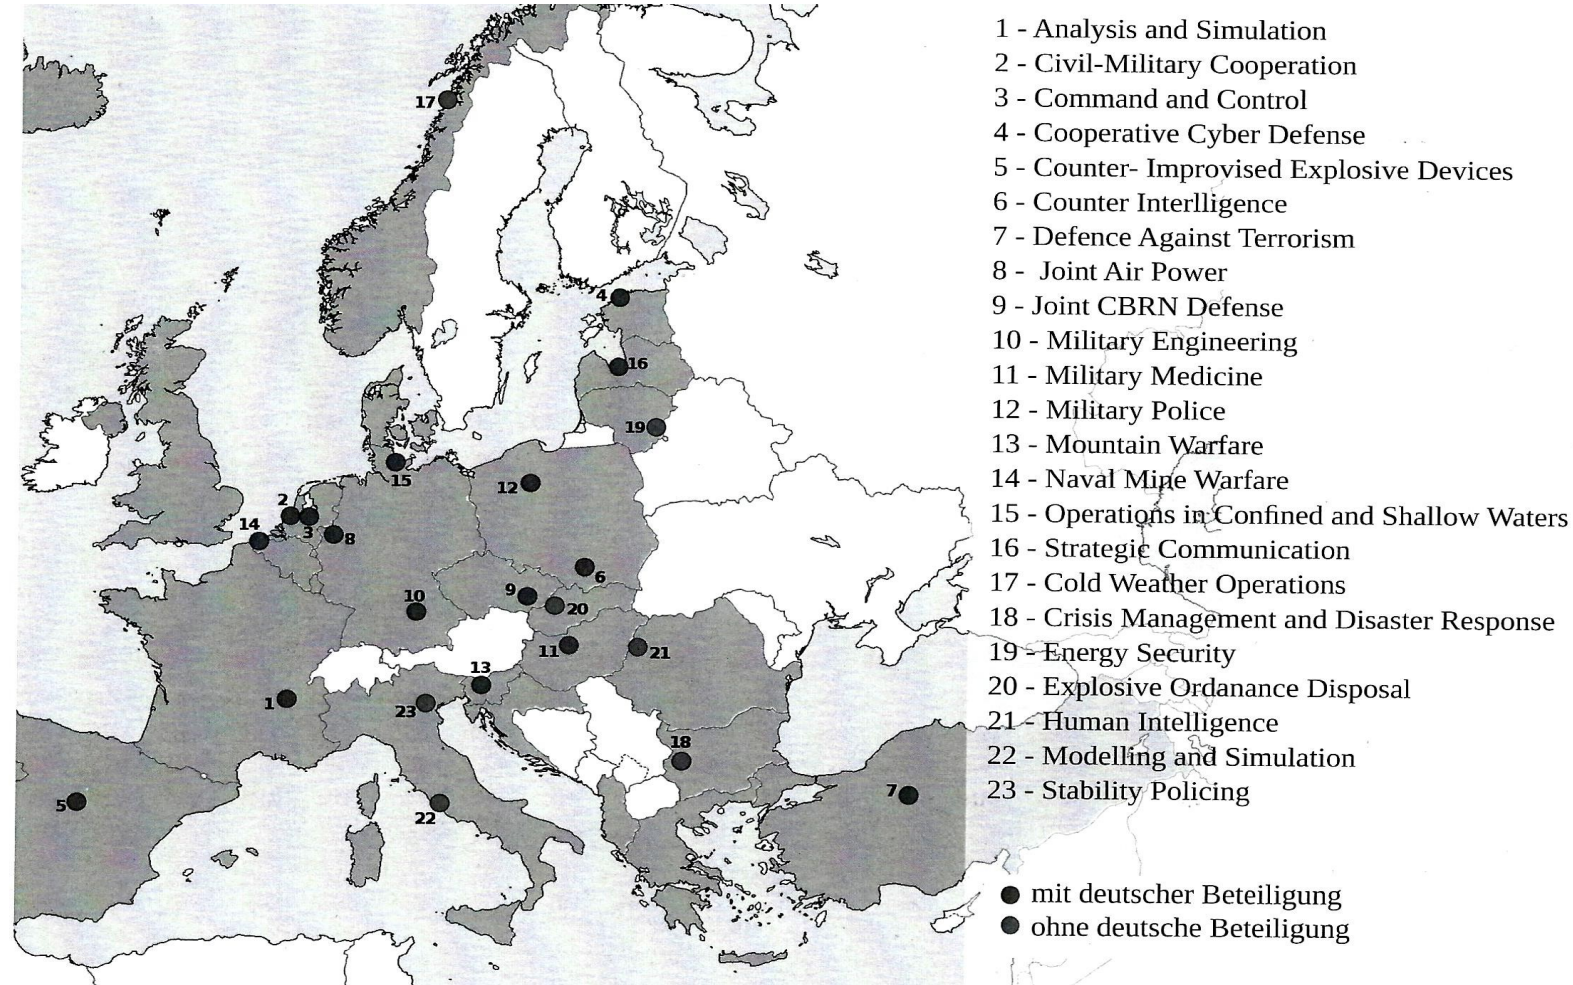 17
4
16
19
15
12
2
14
3
8
6
9
10
20
11
21
13
1
23
18
5
7
22
1 - Analysis and Simulation
2 - Civil-Military Cooperation
3 - Command and Control
4 - Cooperative Cyber Defense
5 - Counter- Improvised Explosive Devices
6 - Counter Interlligence
7 - Defence Against Terrorism
8 - Joint Air Power
9 - Joint CBRN Defense
10 - Military Engineering
11 - Military Medicine
12 - Military Police
13 - Mountain Warfare
14 - Naval Mine Warfare
15 - Operations in Confined and Shallow Waters
16 - Strategic Communication
17 - Cold Weather Operations
18 - Crisis Management and Disaster Response
19 - Energy Security
20 - Explosive Ordanance Disposal
21 - Human Intelligence
22 - Modelling and Simulation
23 - Stability Policing
mit deutscher Beteiligung
ohne deutsche Beteiligung